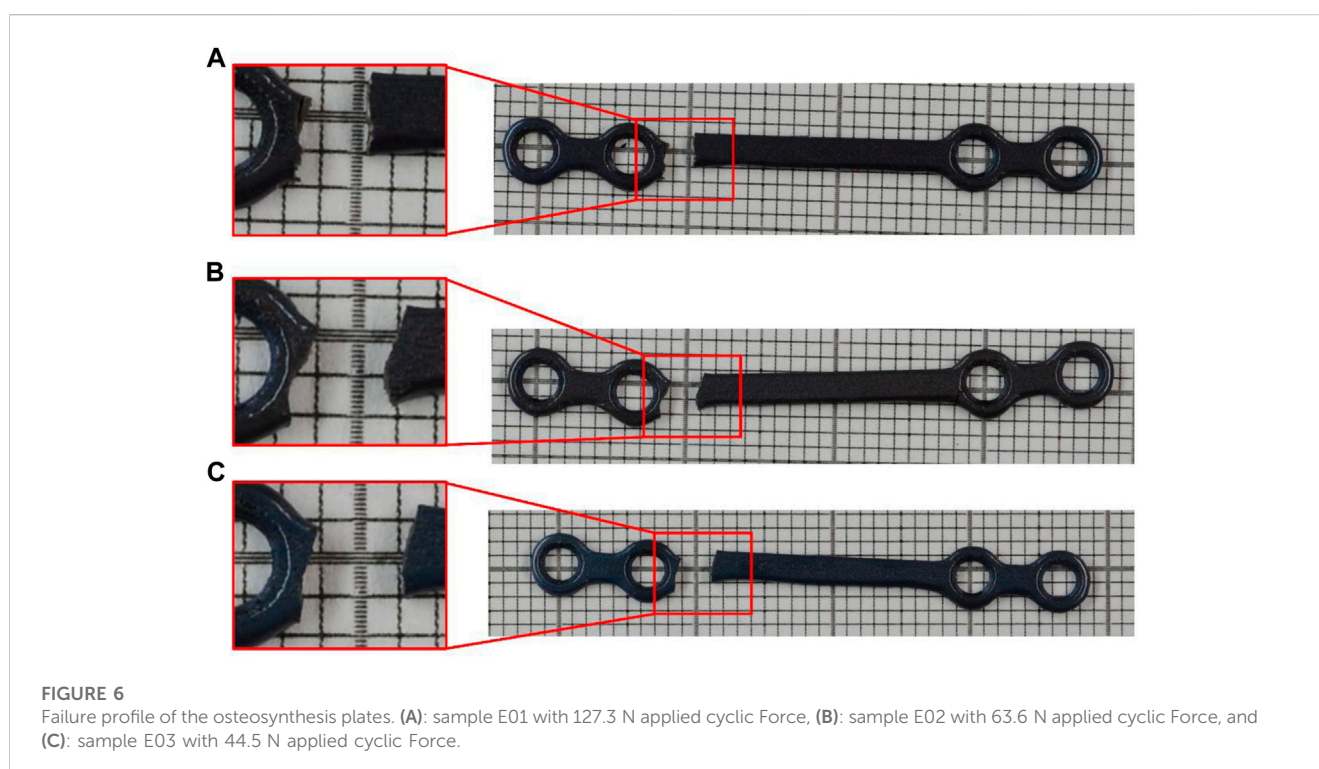 A
B
C
FIGURE 6
Failure profile of the osteosynthesis plates. (A): sample E01 with 127.3 N applied cyclic Force, (B): sample E02 with 63.6 N applied cyclic Force, and
(C): sample E03 with 44.5 N applied cyclic Force.